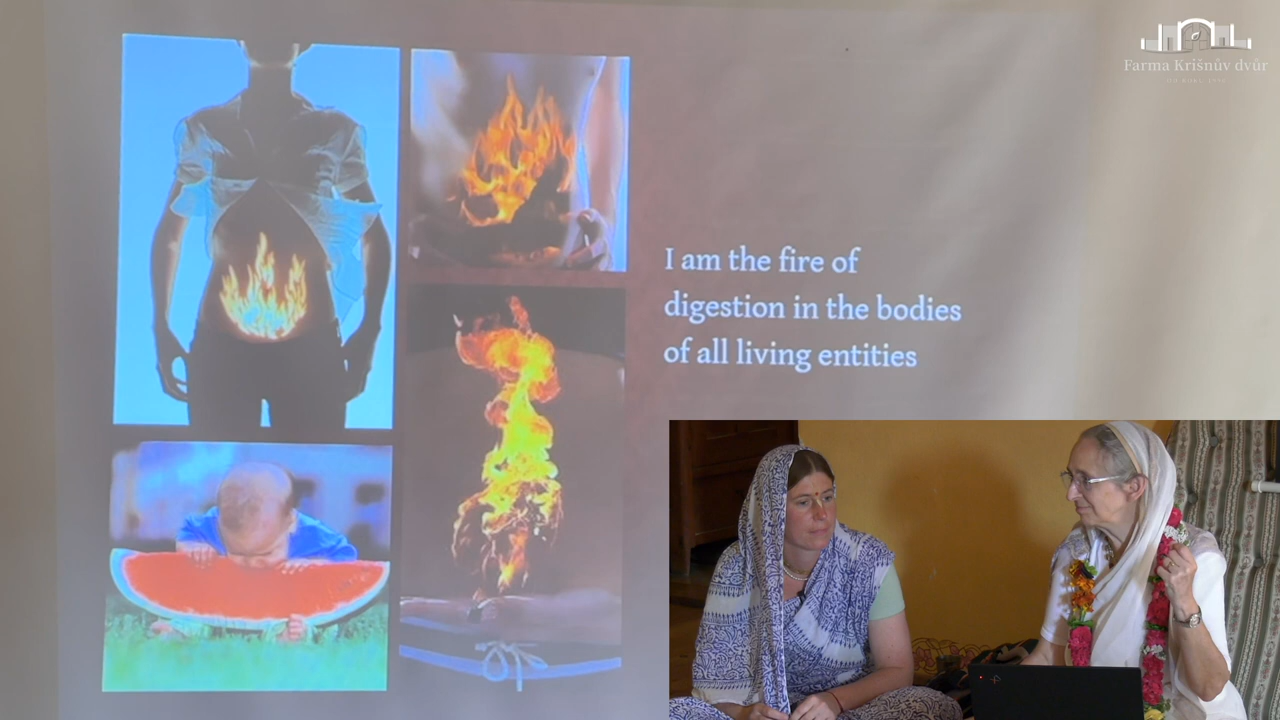 Farma Krišnův dvůr
I am the fire of
digestion in the bodies
of all living entities